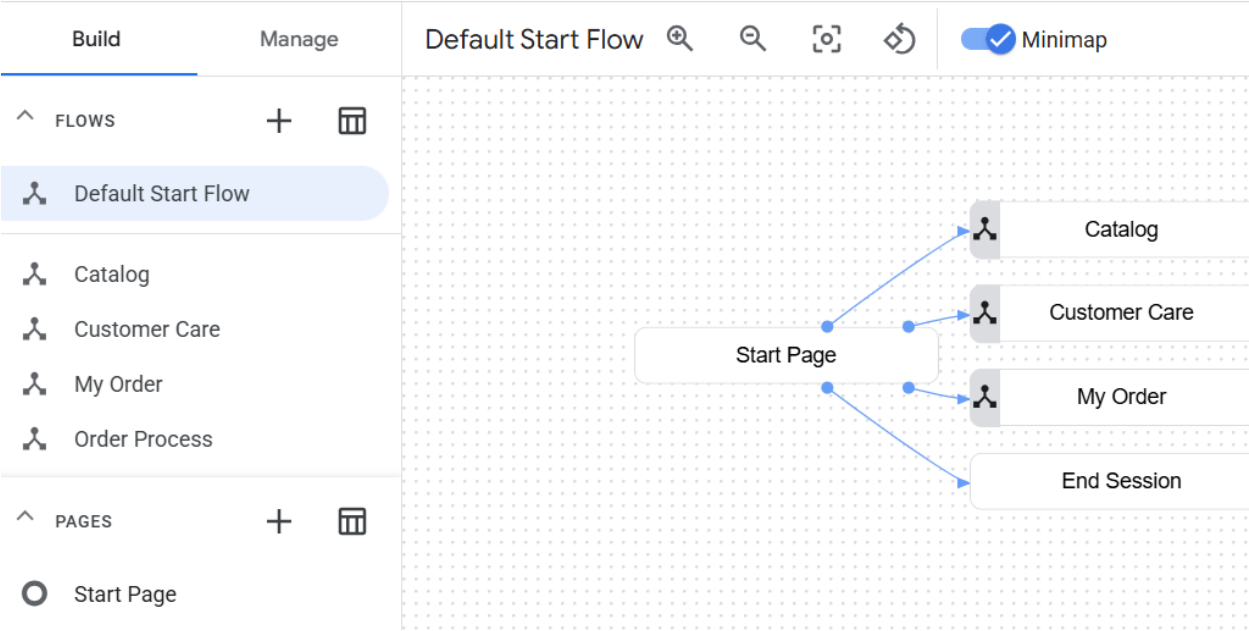 Build Manage
Default Start Flow
Minimap
FLOWS
Default Start Flow
Catalog
Customer Care
My Order
Order Process
PAGES
Start Page
Start Page
Catalog
Customer Care
My Order
End Session